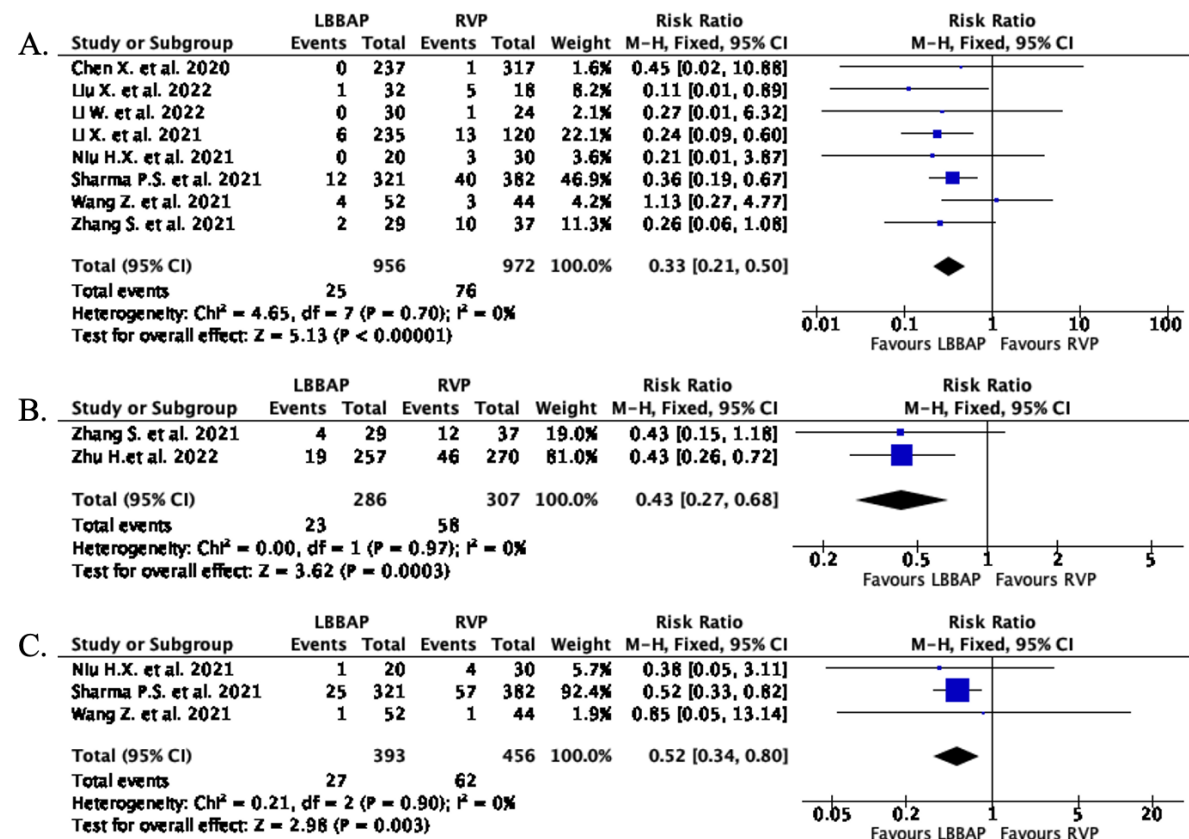 A.
LBBAP RVP Risk Ratio Risk Ratio
Study or Subgroup Events Total Events Total Weight M-H, Fixed, 95% CI M-H, Fixed, 95% CI
Chen X. et al. 2020 0 237 1 317 1.6% 0.45 [0.02, 10.88]
Liu X. et al. 2022 1 32 5 18 8.2% 0.11 [0.01, 0.89]
Li W. et al. 2022 0 30 1 24 2.1% 0.27 [0.01, 6.32]
Li X. et al. 2021 6 235 13 120 22.1% 0.24 [0.09, 0.60]
Niu H.X. et al. 2021 0 20 3 30 3.6% 0.21 [0.01, 3.87]
Sharma P.S. et al. 2021 12 321 40 382 46.9% 0.36 [0.19, 0.67]
Wang Z. et al. 2021 4 52 3 44 4.2% 1.13 [0.27, 4.77]
Zhang S. et al. 2021 2 29 10 37 11.3% 0.26 [0.06, 1.08]
Total (95% CI) 956 972 100.0% 0.33 [0.21, 0.50]
Total events 25 76
Heterogeneity: Chi² = 4.65, df = 7 (P = 0.70); I² = 0%
Test for overall effect: Z = 5.13 (P < 0.00001)
0.01 0.1 1 10 100
Favours LBBAP Favours RVP
B.
LBBAP RVP Risk Ratio Risk Ratio
Study or Subgroup Events Total Events Total Weight M-H, Fixed, 95% CI M-H, Fixed, 95% CI
Zhang S. et al. 2021 4 29 12 37 19.0% 0.43 [0.15, 1.18]
Zhu H.et al. 2022 19 257 46 270 81.0% 0.43 [0.26, 0.72]
Total (95% CI) 286 307 100.0% 0.43 [0.27, 0.68]
Total events 23 58
Heterogeneity: Chi² = 0.00, df = 1 (P = 0.97); I² = 0%
Test for overall effect: Z = 3.62 (P = 0.0003)
0.2 0.5 1 2 5
Favours LBBAP Favours RVP
C.
LBBAP RVP Risk Ratio Risk Ratio
Study or Subgroup Events Total Events Total Weight M-H, Fixed, 95% CI M-H, Fixed, 95% CI
Niu H.X. et al. 2021 1 20 4 30 5.7% 0.38 [0.05, 3.11]
Sharma P.S. et al. 2021 25 321 57 382 92.4% 0.52 [0.33, 0.82]
Wang Z. et al. 2021 1 52 1 44 1.9% 0.85 [0.05, 13.14]
Total (95% CI) 393 456 100.0% 0.52 [0.34, 0.80]
Total events 27 62
Heterogeneity: Chi² = 0.21, df = 2 (P = 0.90); I² = 0%
Test for overall effect: Z = 2.98 (P = 0.003)
0.05 0.2 1 5 20
Favours LBBAP Favours RVP